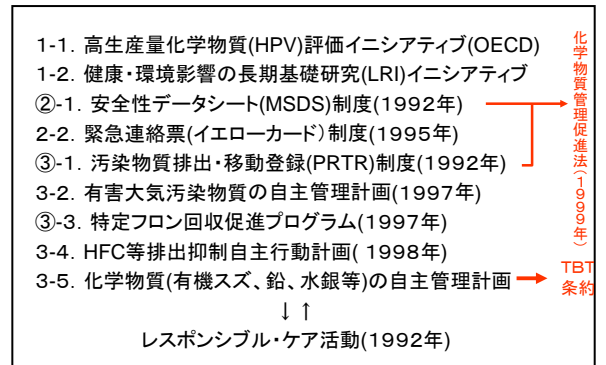 1-1. 高生産量化学物質(HPV)評価イニシアティブ(OECD)
1-2. 健康・環境影響の長期基礎研究(LRI)イニシアティブ
②-1. 安全性データシート(MSDS)制度(1992年)
2-2. 緊急連絡票(イエローカード）制度(1995年)
③-1. 汚染物質排出・移動登録(PRTR)制度(1992年)
3-2. 有害大気汚染物質の自主管理計画(1997年)
③-3. 特定フロン回収促進プログラム(1997年)
3-4. HFC等排出抑制自主行動計画( 1998年)
3-5. 化学物質(有機スズ、鉛、水銀等)の自主管理計画
↓ ↑
レスポンシブル・ケア活動(1992年)
化学物質管理促進法(1999年)
TBT
条約